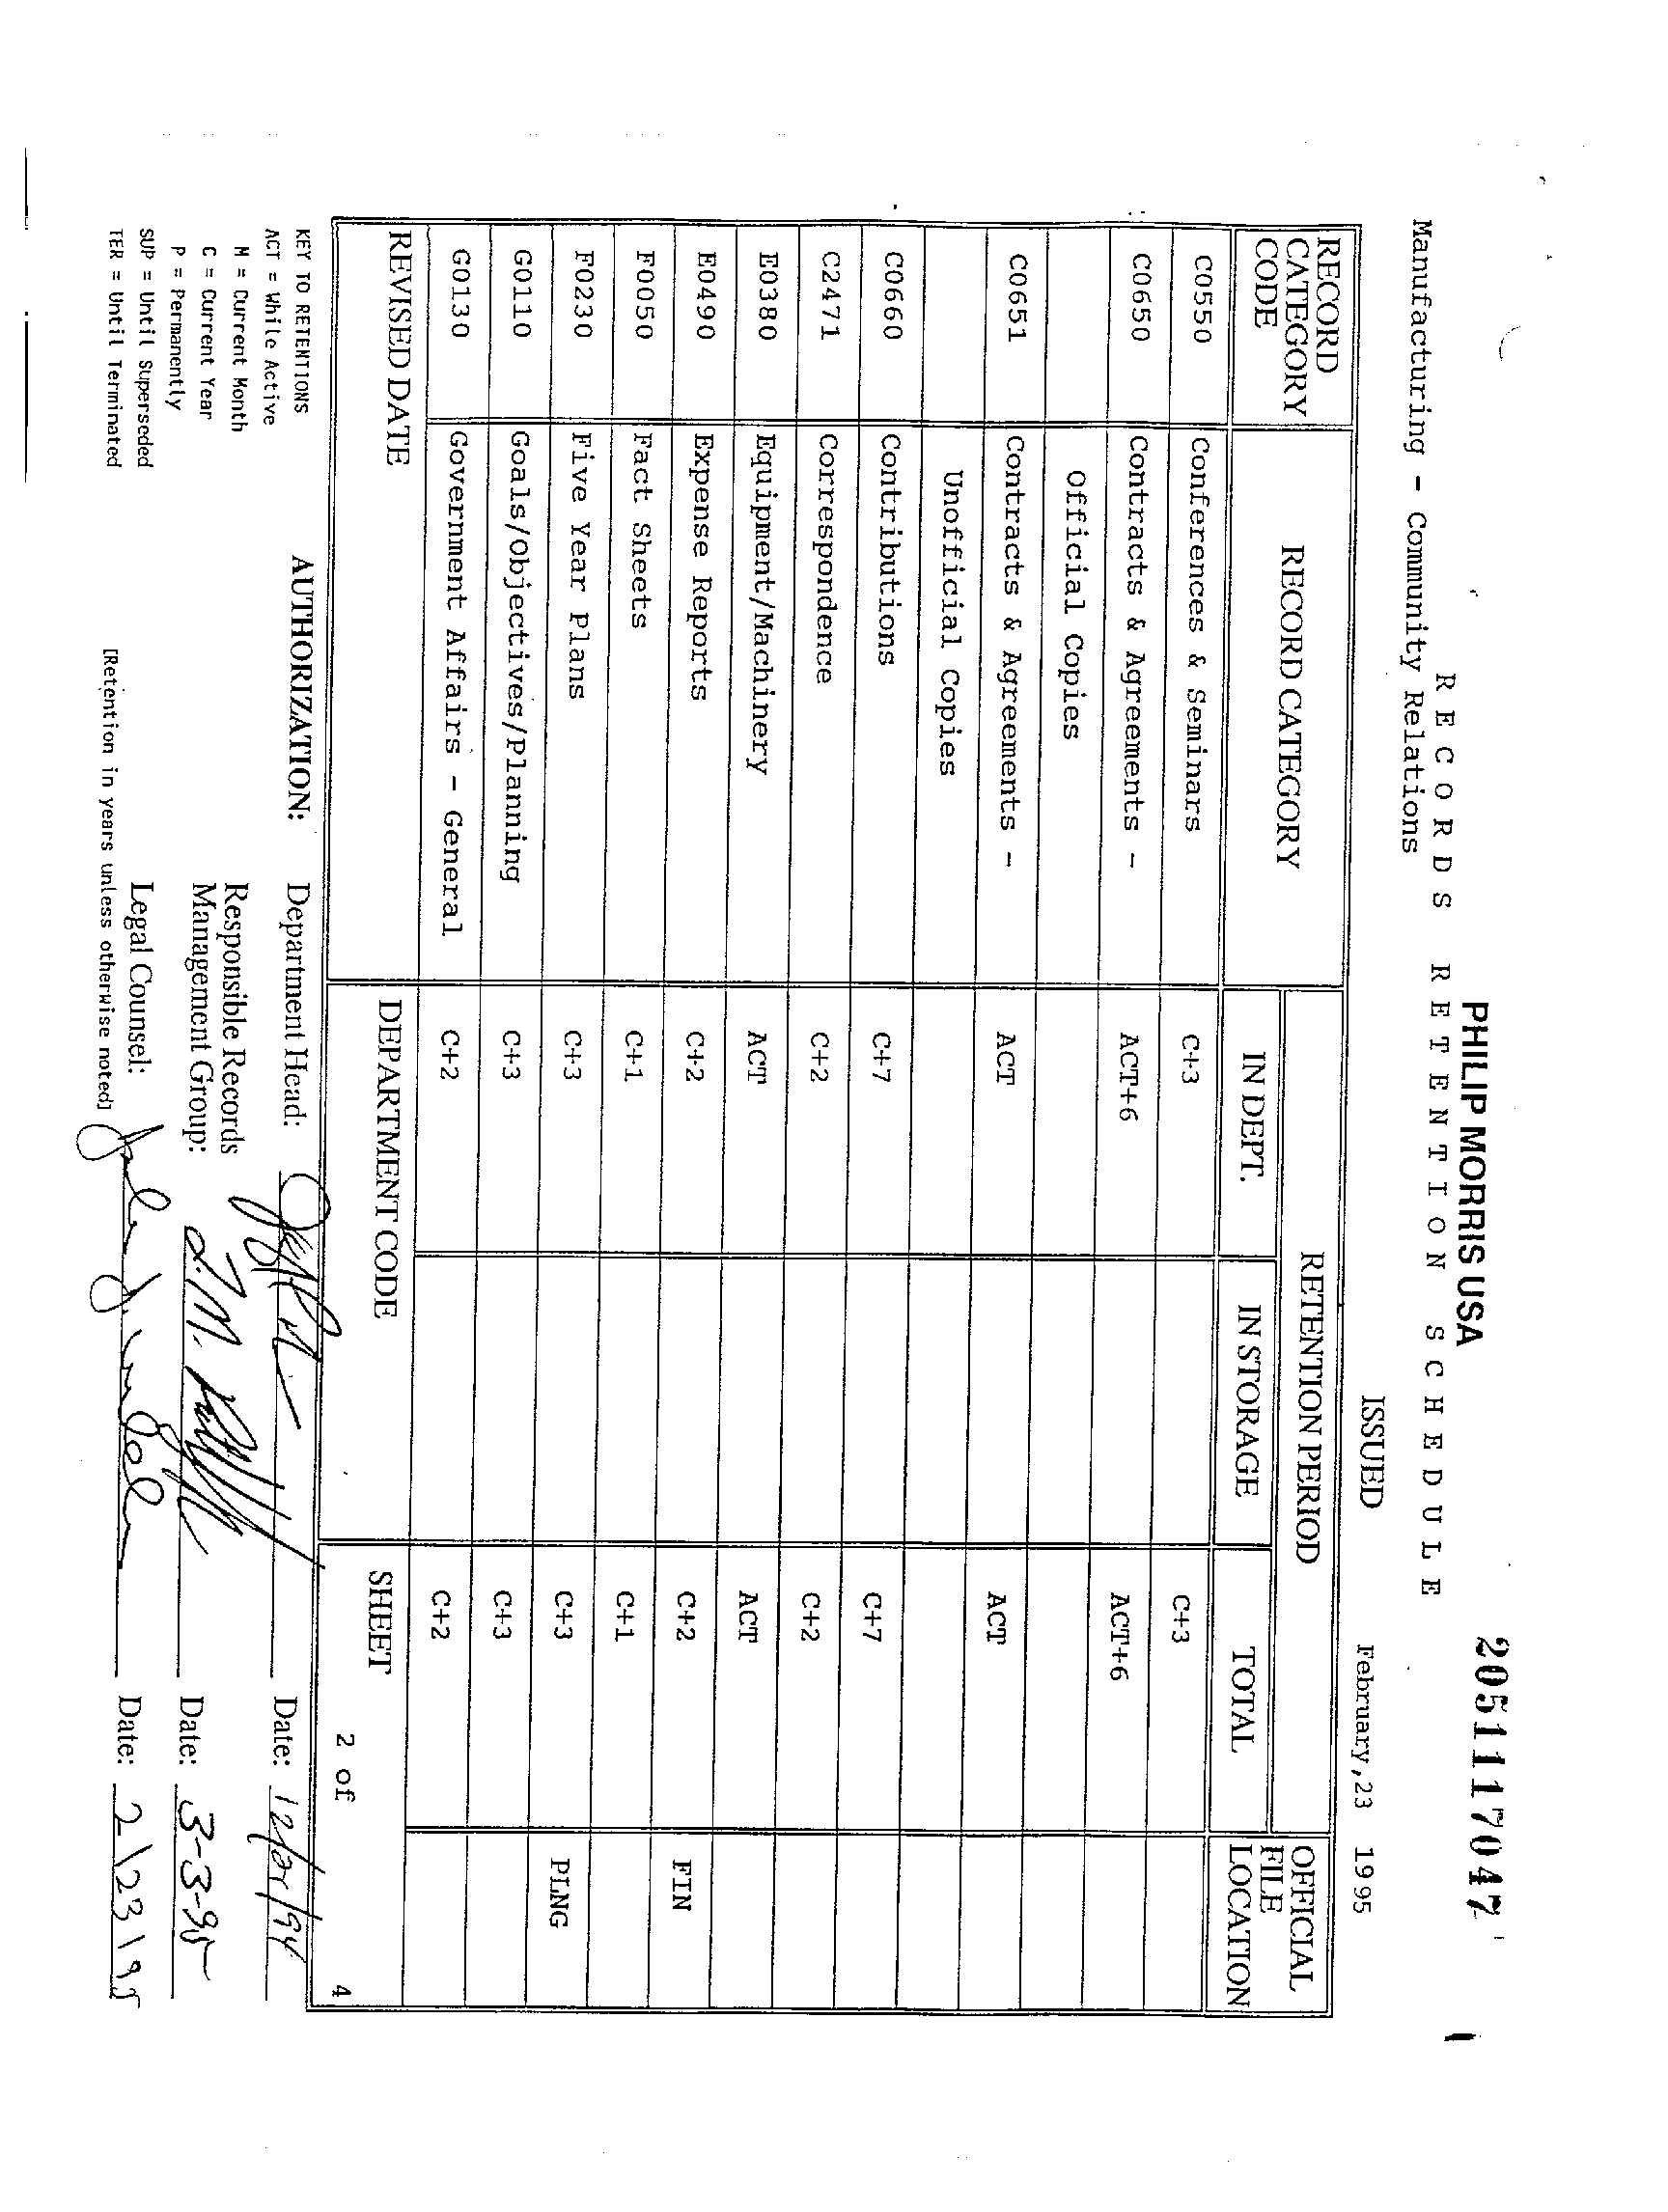 2051117047
PHILIP MORRIS USA
RECORDS RETENTION SCHEDULE
Manufacturing - Community Relations
ISSUED February, 23 1995
RECORD CATEGORY CODE
RECORD CATEGORY
RETENTION PERIOD
IN DEPT.
IN STORAGE
TOTAL
OFFICIAL FILE LOCATION
C0550 Conferences & Seminars C+3 C+3
C0650 Contracts & Agreements - ACT+6 ACT+6
Official Copies
C0651 Contracts & Agreements - ACT ACT
Unofficial Copies
C0660 Contributions C+7 C+7
C2471 Correspondence C+2 C+2
E0380 Equipment/Machinery ACT ACT
E0490 Expense Reports C+2 C+2 FIN
F0050 Fact Sheets C+1 C+1
F0230 Five Year Plans C+3 C+3 PLNG
G0110 Goals/Objectives/Planning C+3 C+3
G0130 Government Affairs - General C+2 C+2
REVISED DATE DEPARTMENT CODE SHEET
2 of 4
KEY TO RETENTIONS
ACT = While Active
M = Current Month
C = Current Year
P = Permanently
SUP = Until Superseded
TER = Until Terminated
AUTHORIZATION: Department Head: Date:
Responsible Records
Management Group: Date: 3-3-95
Legal Counsel: Date: 2\23\95
[Retention in years unless otherwise noted]